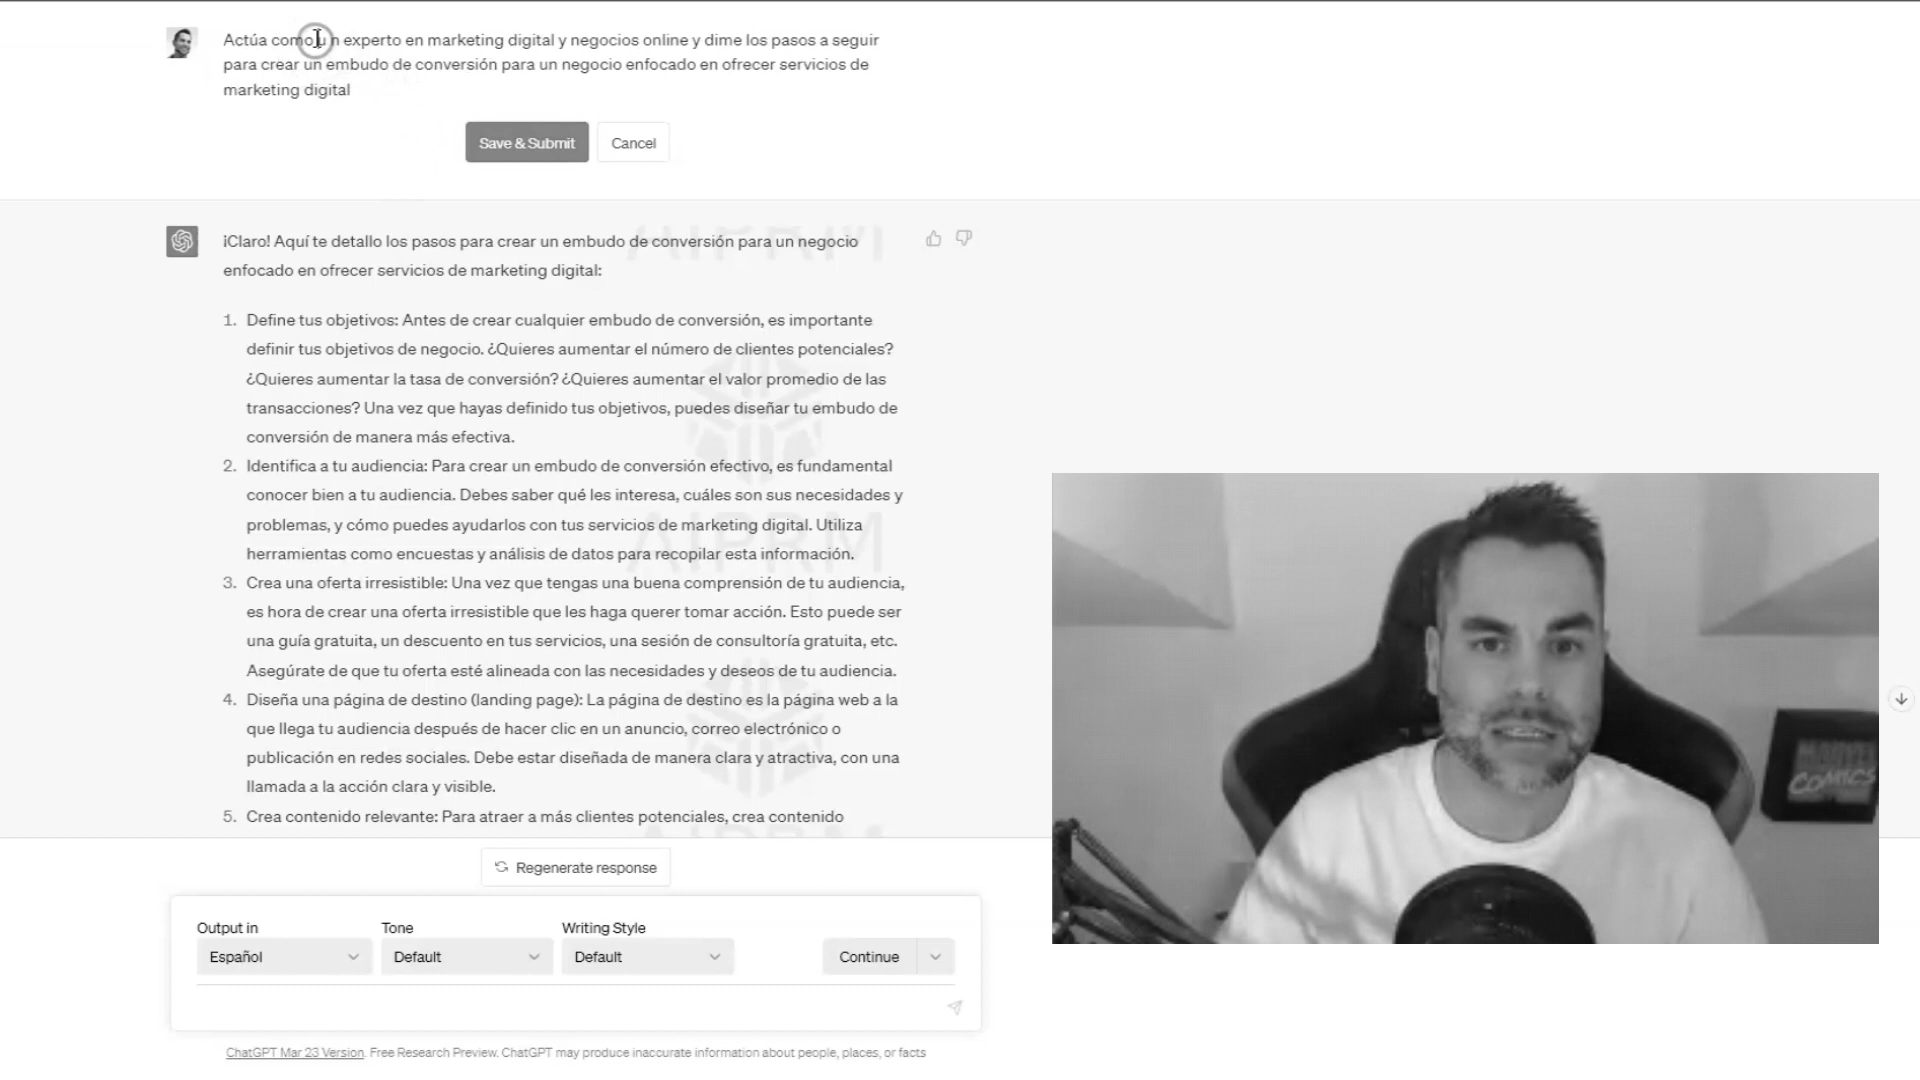 Actúa como un experto en marketing digital y negocios online y dime los pasos a seguir
para crear un embudo de conversión para un negocio enfocado en ofrecer servicios de
marketing digital
Save & Submit
Cancel
¡Claro! Aquí te detallo los pasos para crear un embudo de conversión para un negocio
enfocado en ofrecer servicios de marketing digital:
1. Define tus objetivos: Antes de crear cualquier embudo de conversión, es importante
definir tus objetivos de negocio. ¿Quieres aumentar el número de clientes potenciales?
¿Quieres aumentar la tasa de conversión? ¿Quieres aumentar el valor promedio de las
transacciones? Una vez que hayas definido tus objetivos, puedes diseñar tu embudo de
conversión de manera más efectiva.
2. Identifica a tu audiencia: Para crear un embudo de conversión efectivo, es fundamental
conocer bien a tu audiencia. Debes saber qué les interesa, cuáles son sus necesidades y
problemas, y cómo puedes ayudarlos con tus servicios de marketing digital. Utiliza
herramientas como encuestas y análisis de datos para recopilar esta información.
3. Crea una oferta irresistible: Una vez que tengas una buena comprensión de tu audiencia,
es hora de crear una oferta irresistible que les haga querer tomar acción. Esto puede ser
una guía gratuita, un descuento en tus servicios, una sesión de consultoría gratuita, etc.
Asegúrate de que tu oferta esté alineada con las necesidades y deseos de tu audiencia.
4. Diseña una página de destino (landing page): La página de destino es la página web a la
que llega tu audiencia después de hacer clic en un anuncio, correo electrónico o
publicación en redes sociales. Debe estar diseñada de manera clara y atractiva, con una
llamada a la acción clara y visible.
5. Crea contenido relevante: Para atraer a más clientes potenciales, crea contenido
AIPRM
MARVEL
COMICS
Regenerate response
Output in
Tone
Writing Style
Español
Default
Default
Continue
ChatGPT Mar 23 Version. Free Research Preview. ChatGPT may produce inaccurate information about people, places, or facts